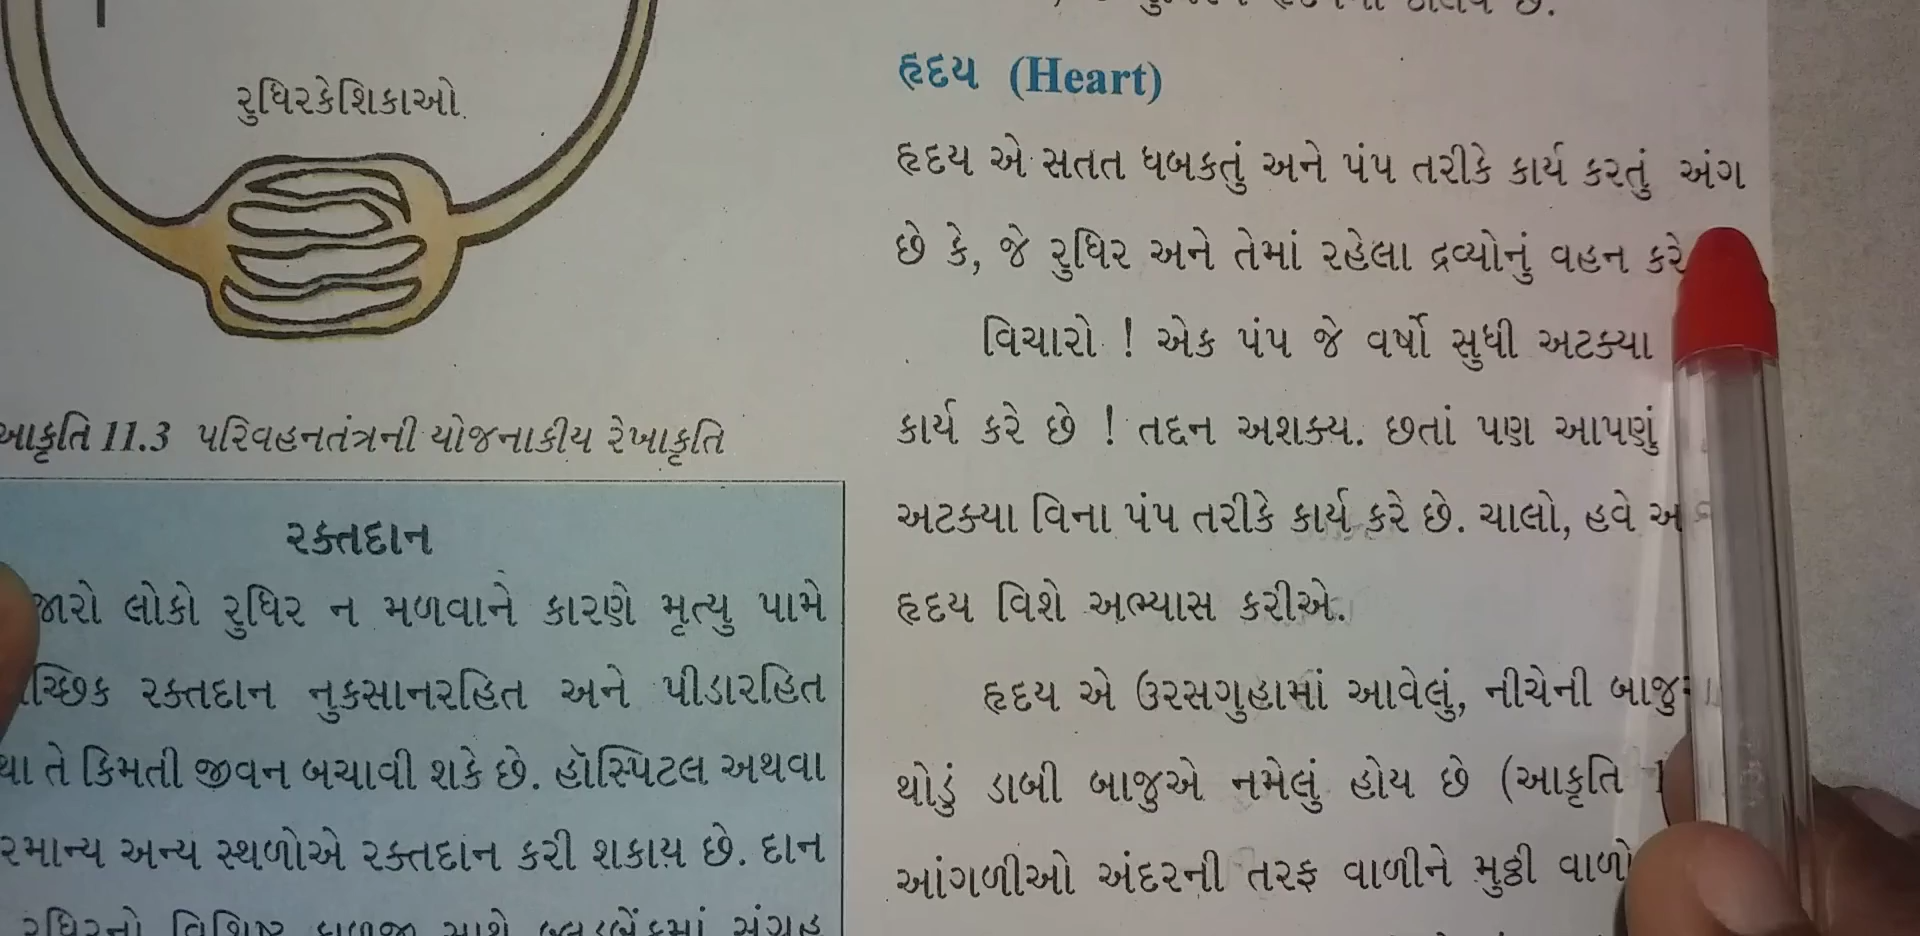 રુધિરકેશિકાઓ
આકૃતિ 11.3 પરિવહનતંત્રની યોજનાકીય રેખાકૃતિ
રક્તદાન
લોકો રુધિર ન મળવાને કારણે મૃત્યુ પામે
રક્તદાન નુકસાનરહિત અને પીડારહિત
તે કિંમતી જીવન બચાવી શકે છે. હૉસ્પિટલ અથવા
અન્ય સ્થળોએ રક્તદાન કરી શકાય છે. દાન
હૃદય (Heart)
હૃદય એ સતત ધબકતું અને પંપ તરીકે કાર્ય કરતું અંગ
છે કે, જે રુધિર અને તેમાં રહેલા દ્રવ્યોનું વહન કરે
વિચારો ! એક પંપ જે વર્ષો સુધી અટક્યા
કાર્ય કરે છે ! તદ્દન અશક્ય. છતાં પણ આપણું
અટક્યા વિના પંપ તરીકે કાર્ય કરે છે. ચાલો, હવે
હૃદય વિશે અભ્યાસ કરીએ.
હૃદય એ ઉરસગુહામાં આવેલું, નીચેની
થોડું ડાબી બાજુએ નમેલું હોય છે (આકૃતિ
આંગળીઓ અંદરની તરફ વાળીને મુઠ્ઠી વાળો